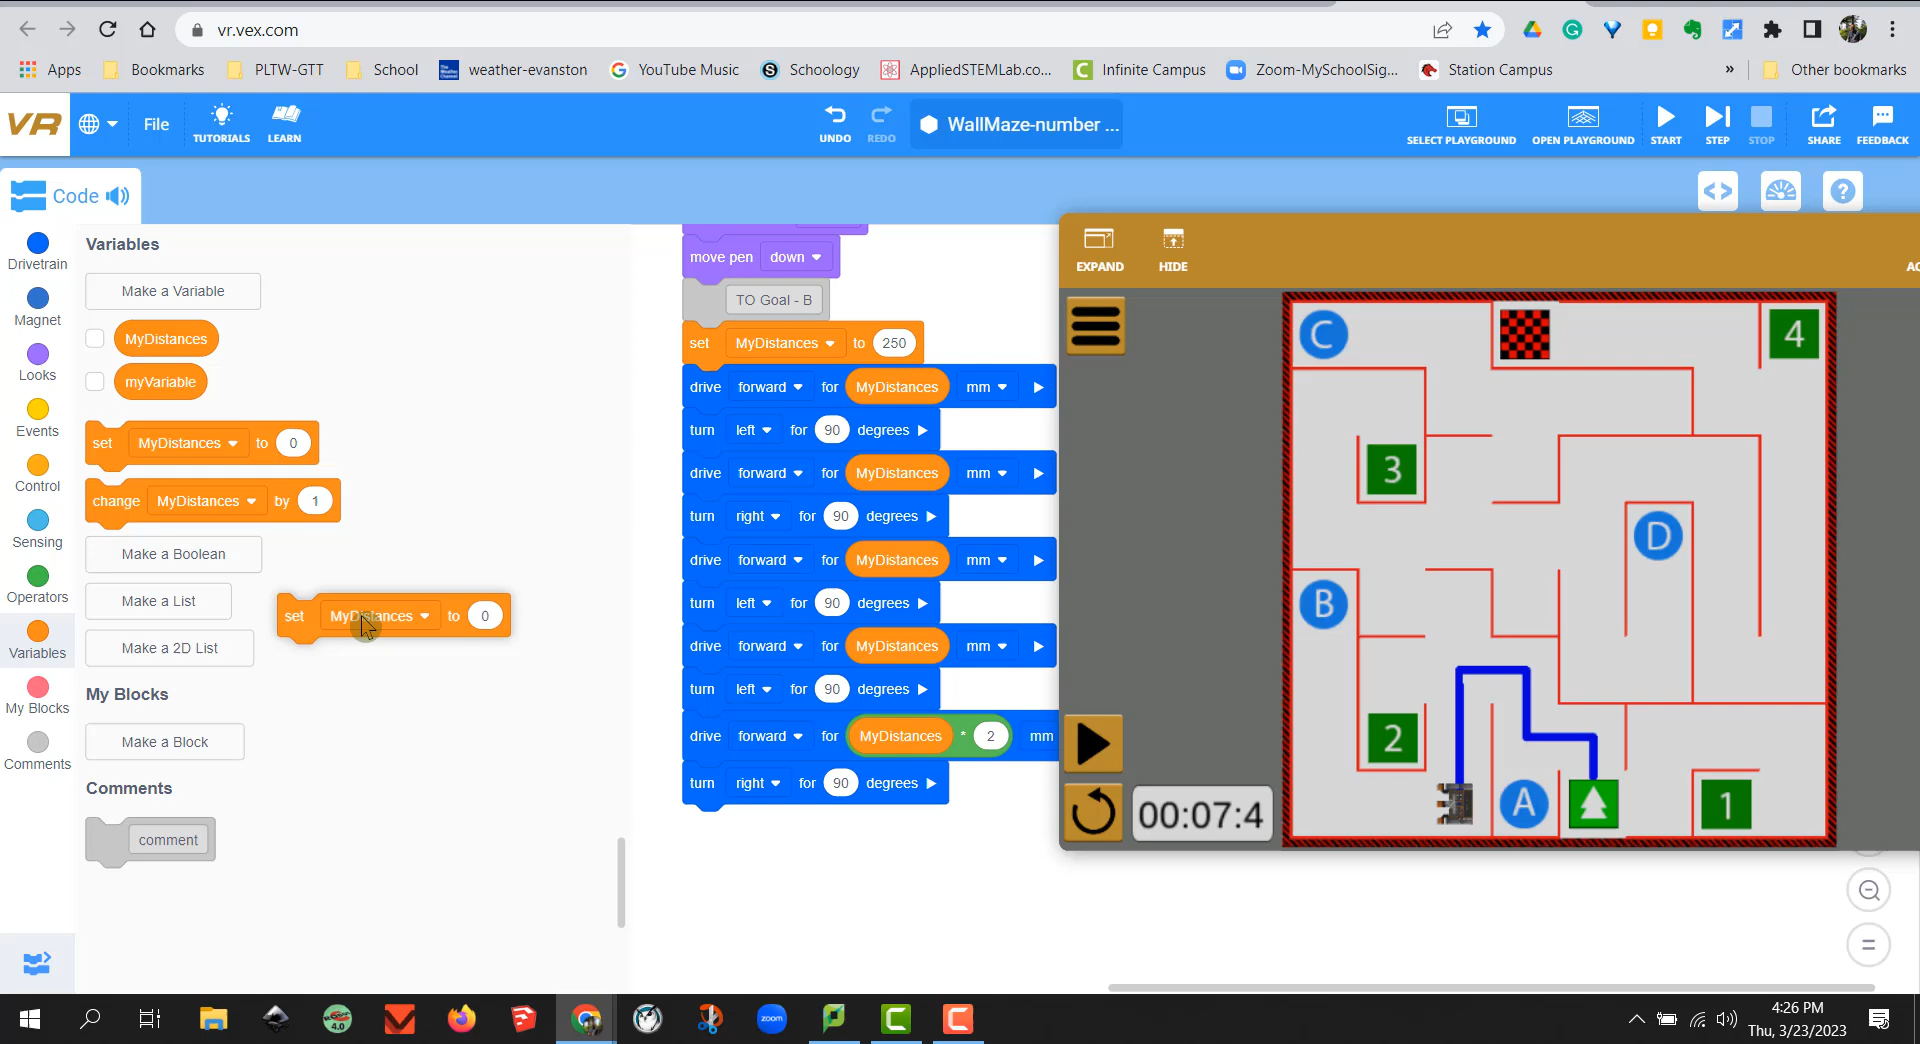 vr.vex.com
Apps Bookmarks PLTW-GTT School weather-evanston YouTube Music Schoology AppliedSTEMLab.co... Infinite Campus Zoom-MySchoolSig... Station Campus » Other bookmarks
VR File TUTORIALS LEARN UNDO REDO WallMaze-number ... SELECT PLAYGROUND OPEN PLAYGROUND START STEP STOP SHARE FEEDBACK
Code
Drivetrain
Magnet
Looks
Events
Control
Sensing
Operators
Variables
My Blocks
Comments
Variables
Make a Variable
MyDistances
myVariable
set MyDistances to 0
change MyDistances by 1
Make a Boolean
Make a List
set MyDistances to 0
Make a 2D List
My Blocks
Make a Block
Comments
comment
move pen down
TO Goal - B
set MyDistances to 250
drive forward for MyDistances mm
turn left for 90 degrees
drive forward for MyDistances mm
turn right for 90 degrees
drive forward for MyDistances mm
turn left for 90 degrees
drive forward for MyDistances mm
turn left for 90 degrees
drive forward for MyDistances * 2 mm
turn right for 90 degrees
EXPAND HIDE AC
C 4
3
D
B
2
A 1
00:07:4
4.0 zoom
4:26 PM
Thu, 3/23/2023